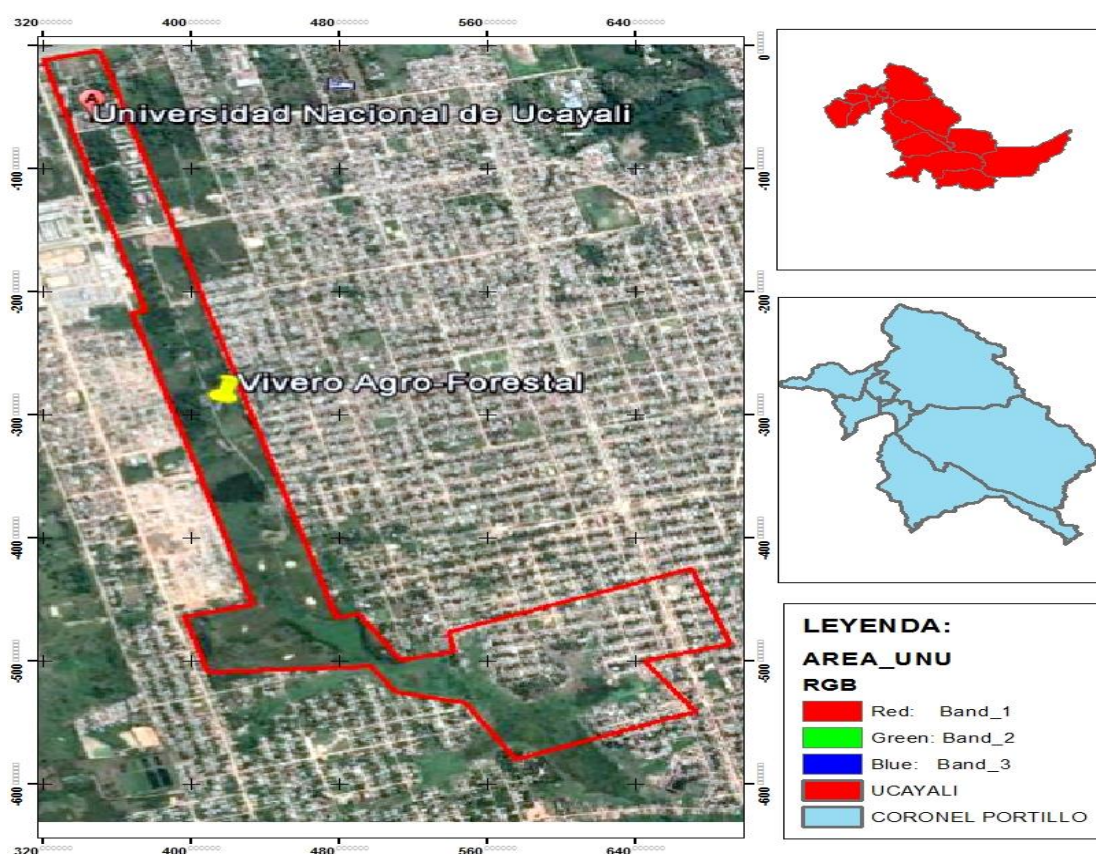 320 400 480 560 640
0
-100
-200
-300
-400
-500
-600
320 400 480 560 640
A
Universidad Nacional de Ucayali
Vivero Agro-Forestal
LEYENDA:
AREA_UNU
RGB
Red: Band_1
Green: Band_2
Blue: Band_3
UCAYALI
CORONEL PORTILLO